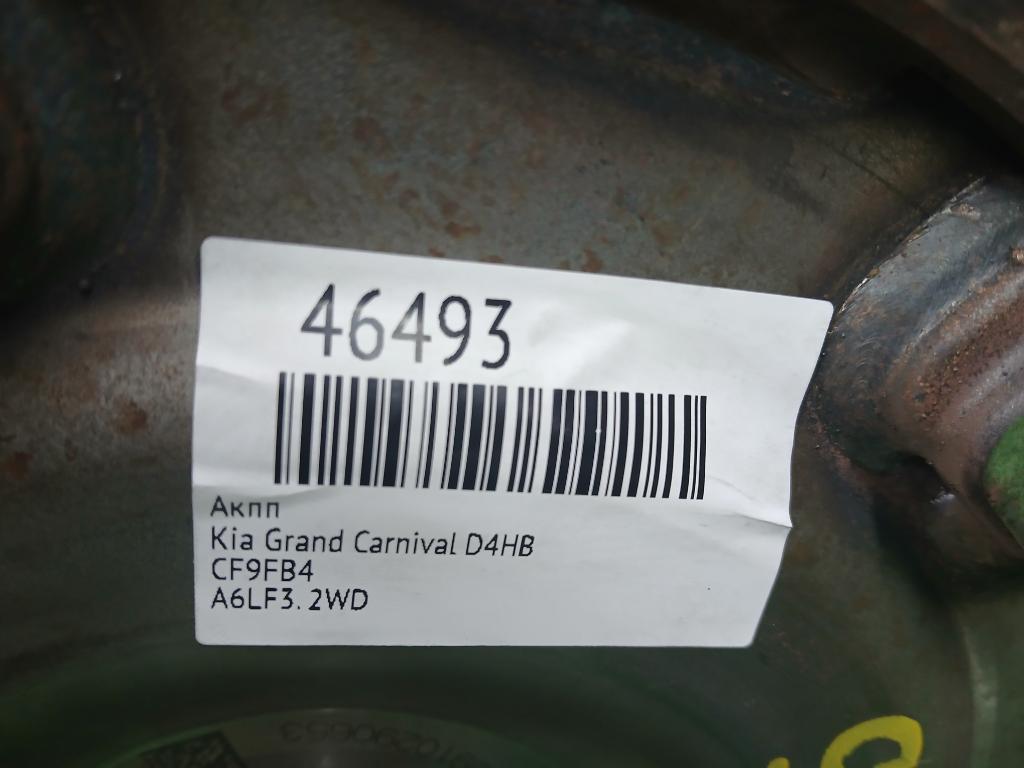 46493
Акпп
Kia Grand Carnival D4HB
CF9FB4
A6LF3. 2WD